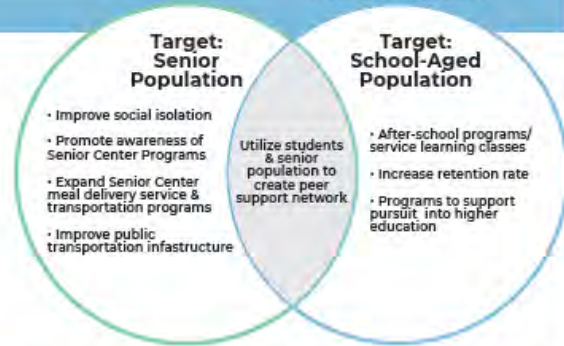 Target:
Senior
Population
· Improve social isolation
· Promote awareness of
Senior Center Programs
· Expand Senior Center
meal delivery service &
transportation programs
· Improve public
transportation infastructure
Utilize students
& senior
population to
create peer
support network
Target:
School-Aged
Population
· After-school programs/
service learning classes
· Increase retention rate
· Programs to support
pursuit into higher
education